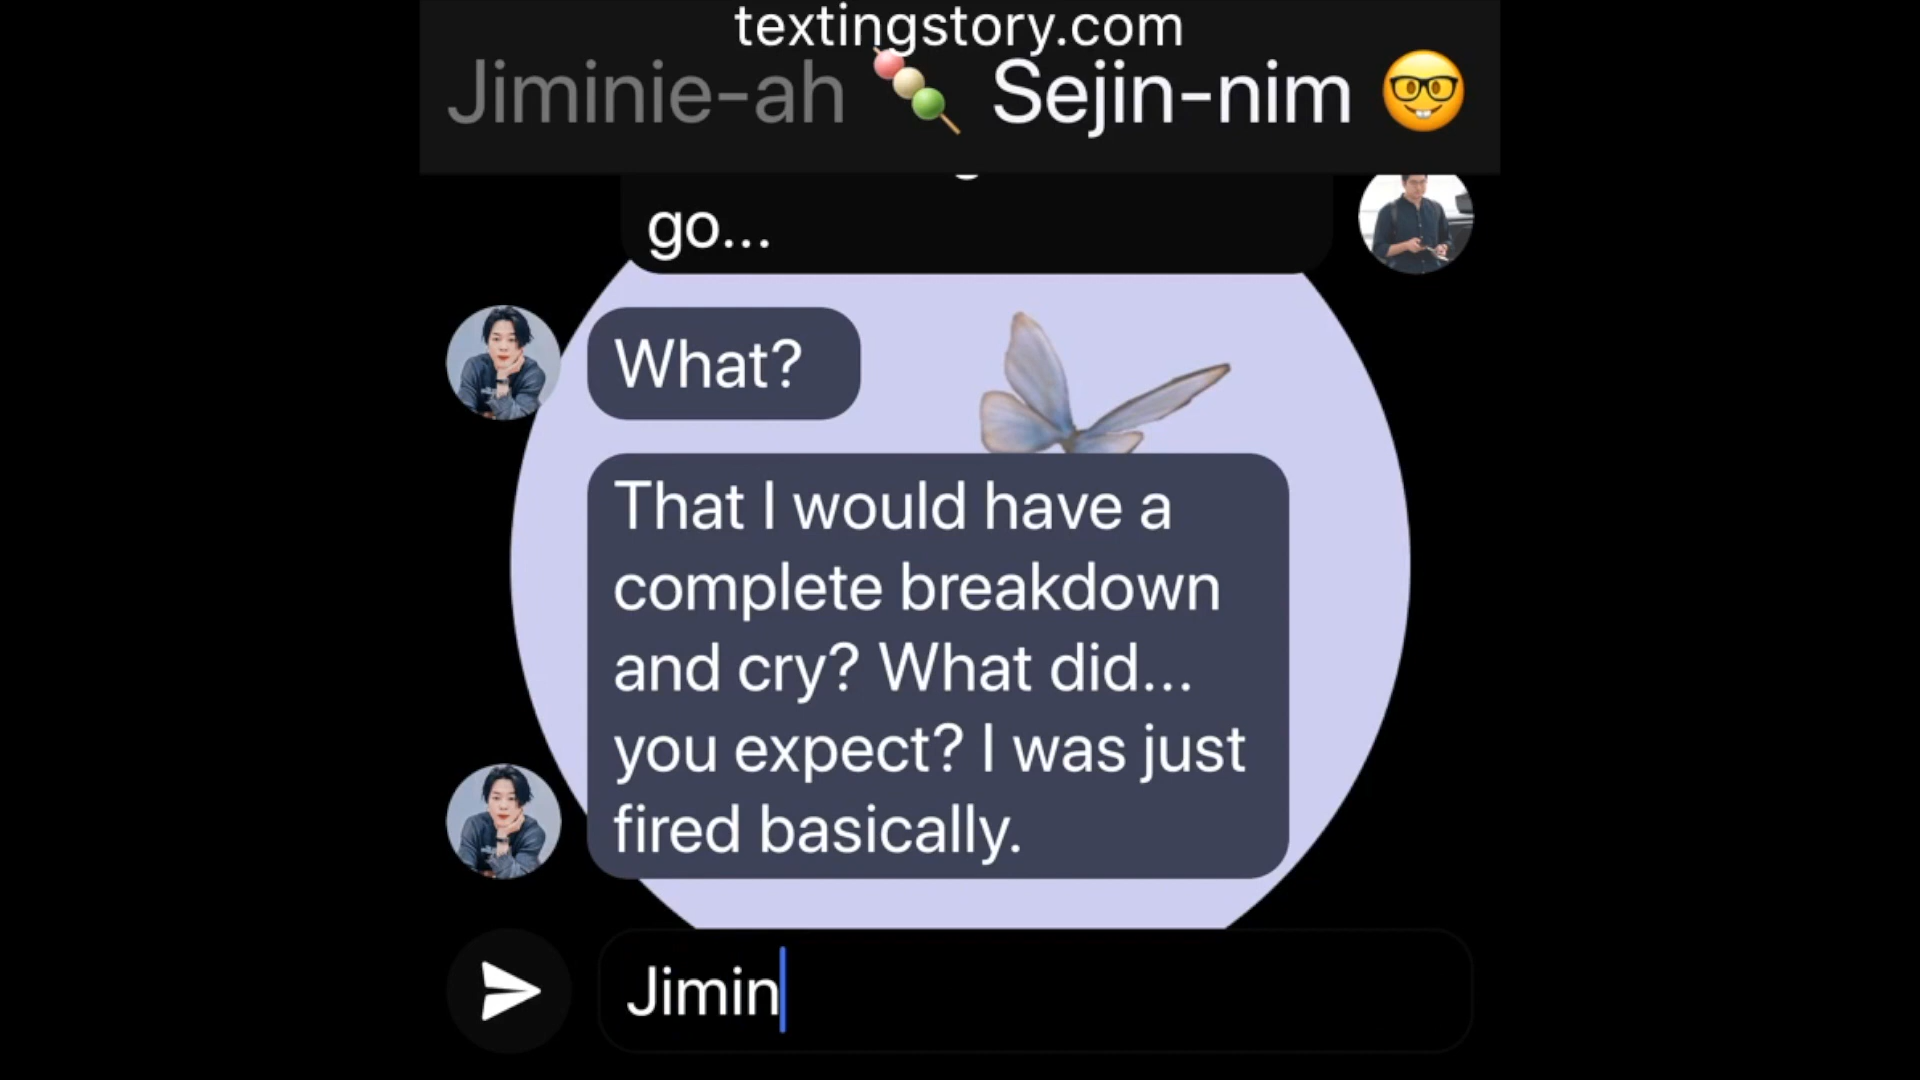 textingstory.com
Jiminie-ah 🍡 Sejin-nim 🤓
go...
What?
That I would have a
complete breakdown
and cry? What did...
you expect? I was just
fired basically.
Jimin